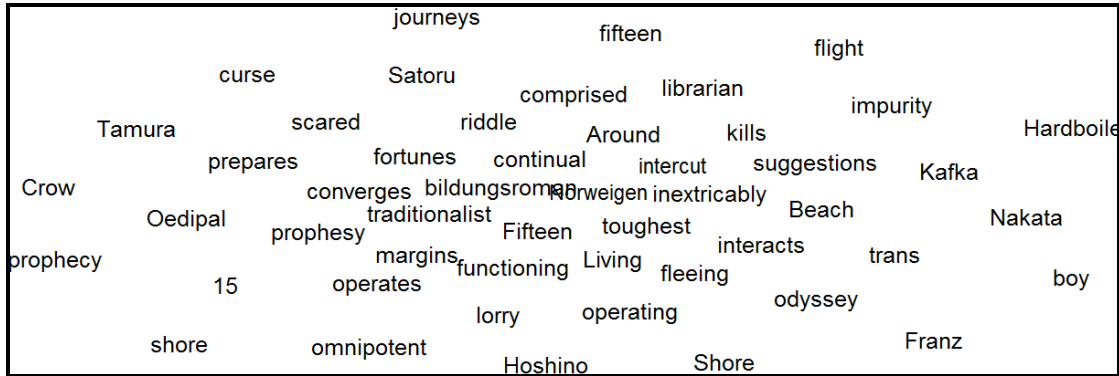 journeys
fifteen
flight
curse
Satoru
comprised
librarian
impurity
Tamura
scared
riddle
Around
kills
Hardboile
prepares
fortunes
continual
intercut
suggestions
Kafka
Crow
converges
bildungsroman
Norweigen
inextricably
Oedipal
traditionalist
Beach
Nakata
prophesy
Fifteen
toughest
interacts
prophecy
margins
functioning
Living
fleeing
trans
15
operates
boy
lorry
operating
odyssey
shore
omnipotent
Franz
Hoshino
Shore